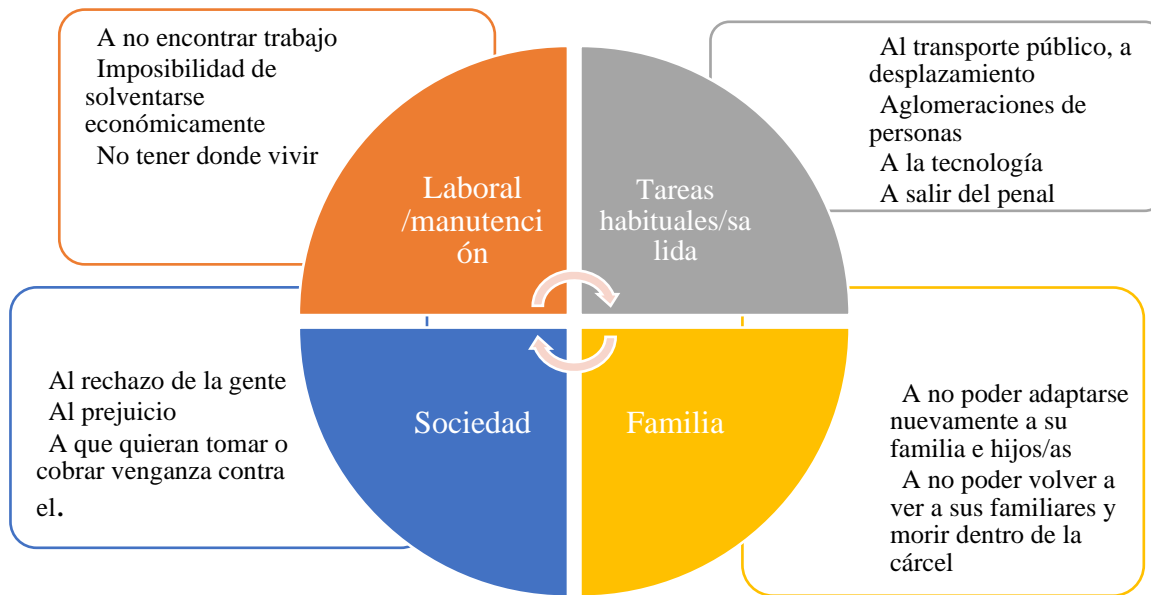 A no encontrar trabajo
Imposibilidad de
solventarse
económicamente
No tener donde vivir
Al transporte público, a
desplazamiento
Aglomeraciones de
personas
A la tecnología
A salir del penal
Laboral
/manutenci
ón
Tareas
habituales/sa
lida
Al rechazo de la gente
Al prejuicio
A que quieran tomar o
cobrar venganza contra
el.
Sociedad
Familia
A no poder adaptarse
nuevamente a su
familia e hijos/as
A no poder volver a
ver a sus familiares y
morir dentro de la
cárcel